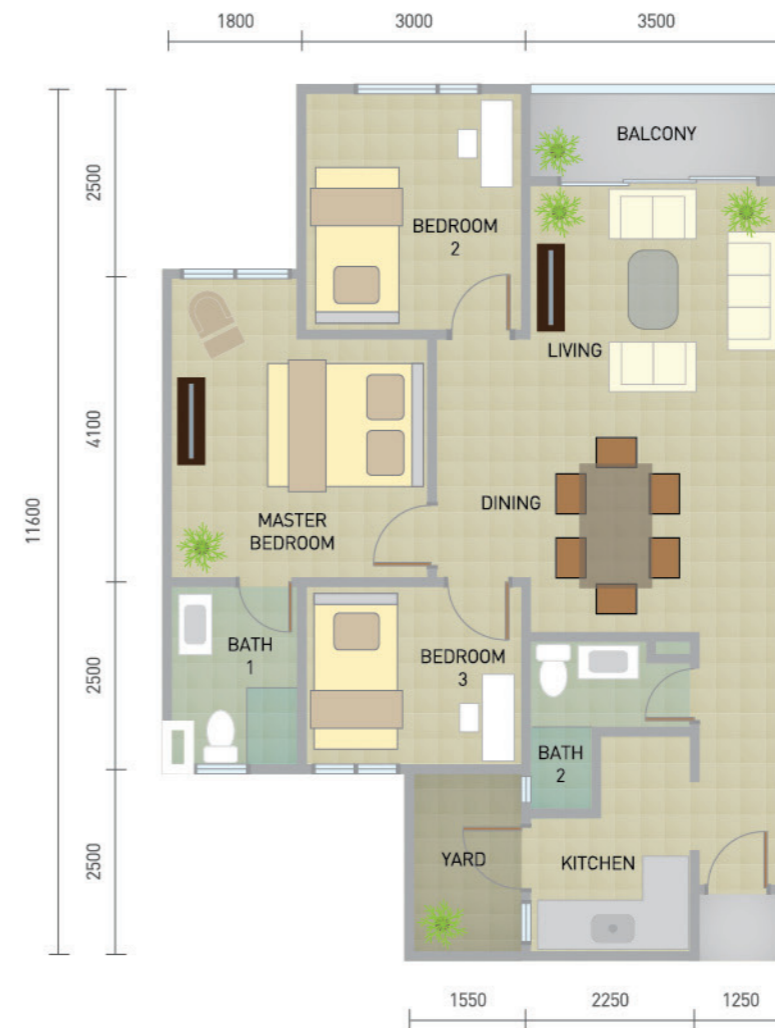 1800
3000
3500
BALCONY
2500
BEDROOM
2
LIVING
4100
11600
DINING
MASTER
BEDROOM
BATH
1
BEDROOM
3
2500
BATH
2
2500
YARD
KITCHEN
1550
2250
1250